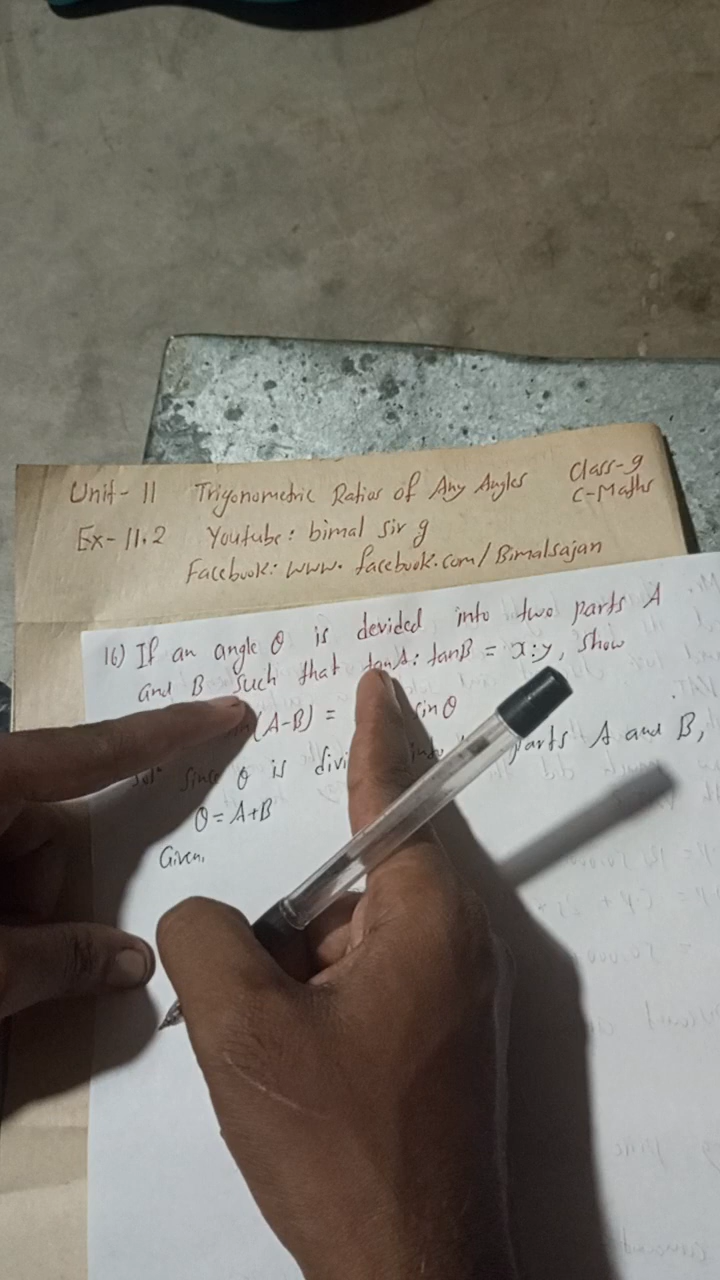 Unit- 11 Trigonometric Ratios of Any Angles Class-9
C-Maths
Ex- 11.2 Youtube: bimal sir g
Facebook: www. facebook.com/Bimalsajan
16) If an angle θ is devided into two parts A
and B such that tanA: tanB = x:y, show
(A-B) = sinθ
Since θ is parts A and B,
θ = A+B
Given,